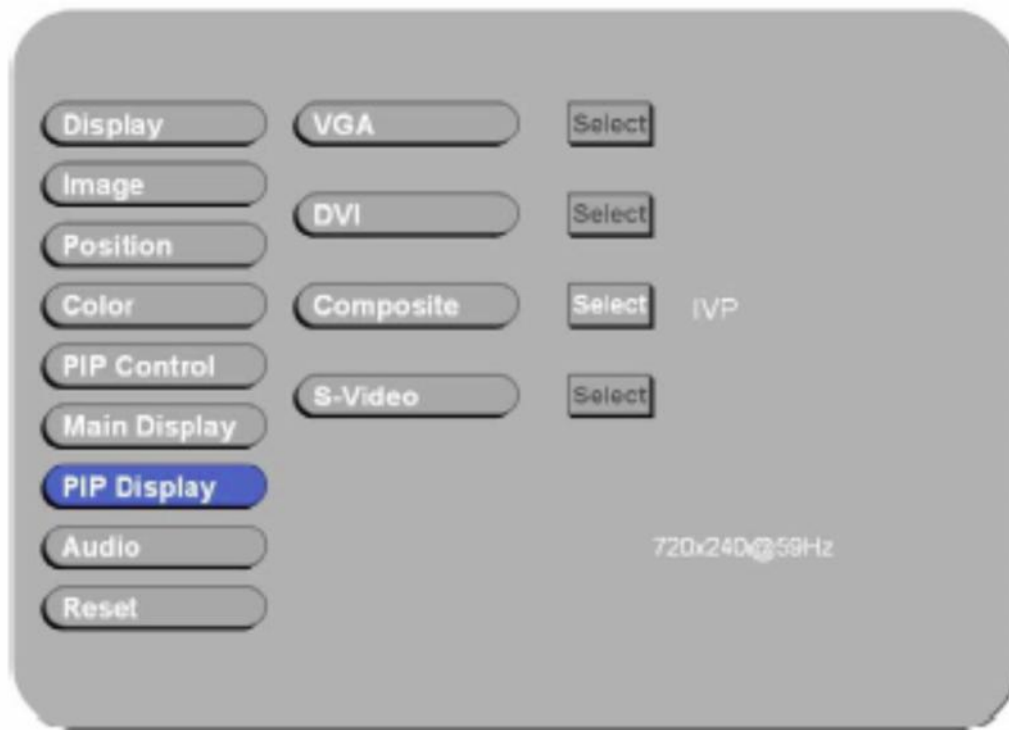 Display
Image
Position
Color
PIP Control
Main Display
PIP Display
Audio
Reset
VGA Select
DVI Select
Composite Select IVP
S-Video Select
720x240@59Hz